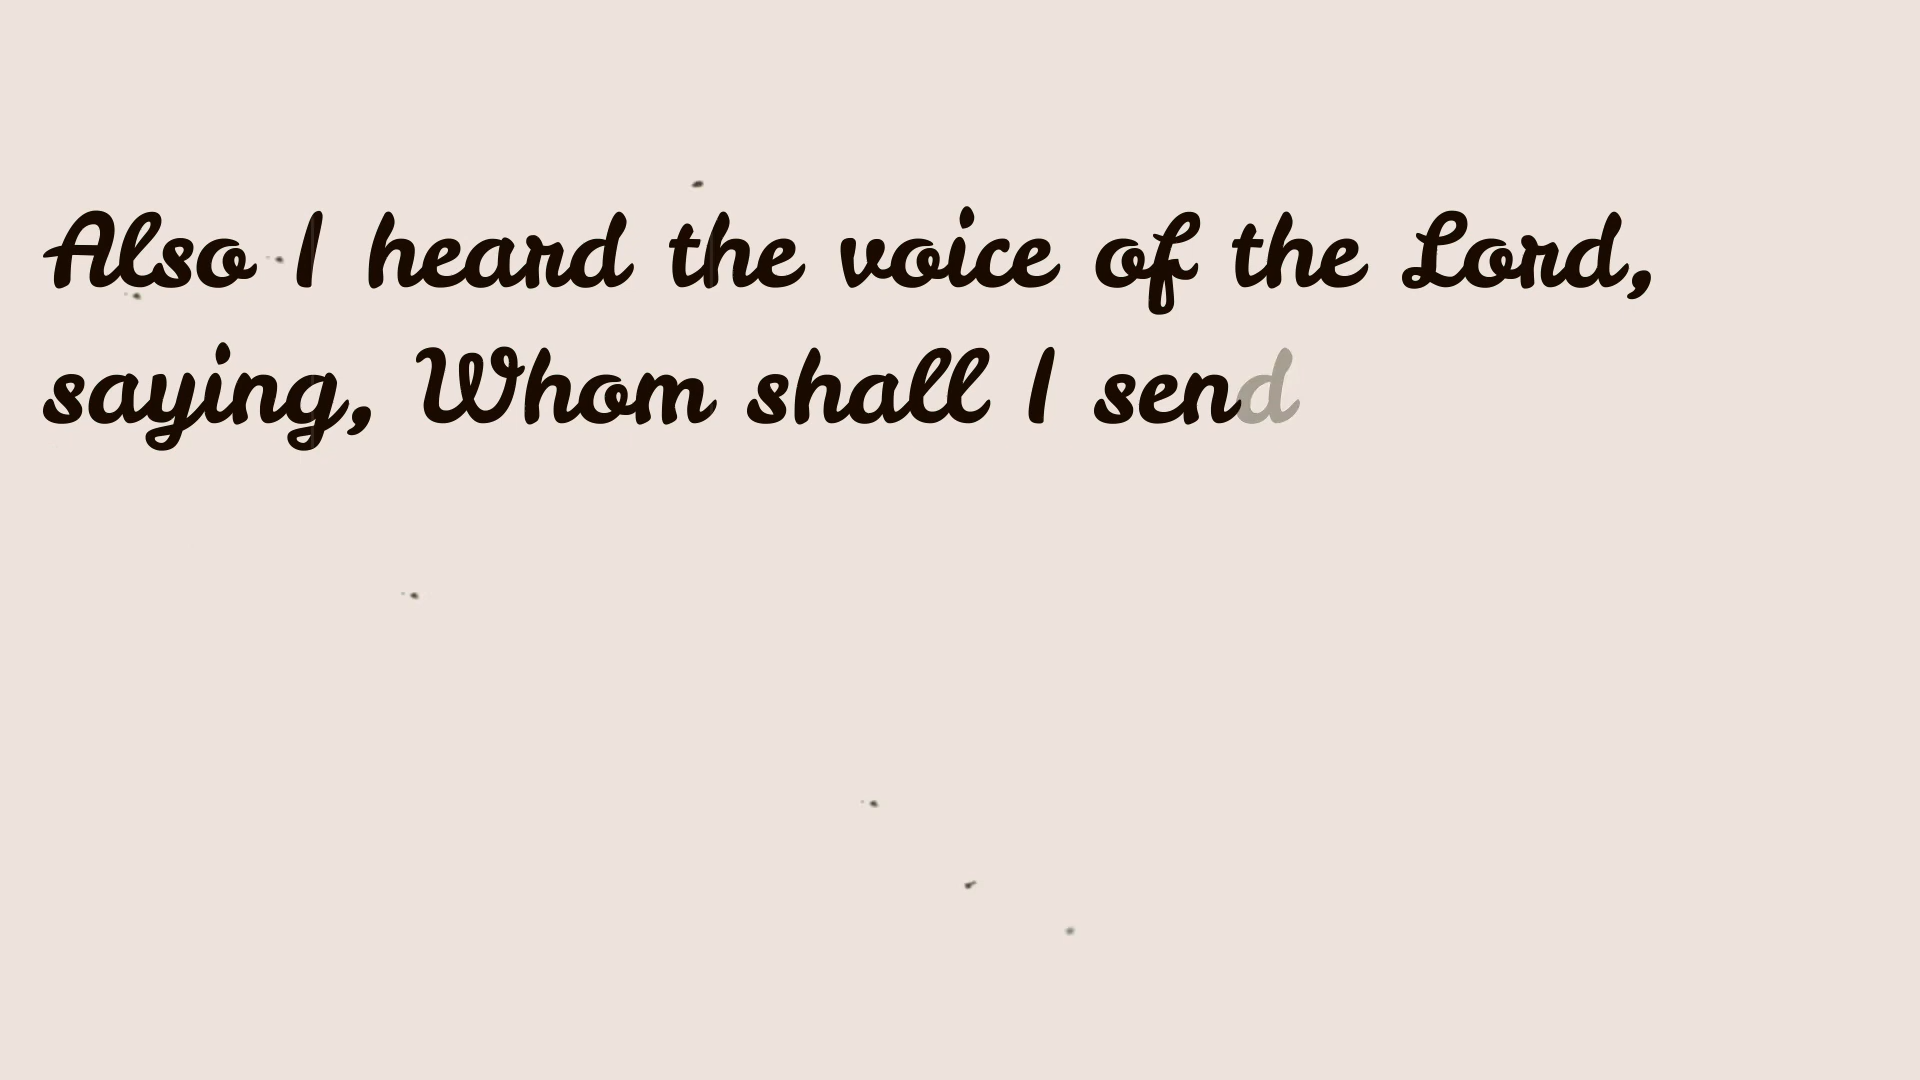 Also I heard the voice of the Lord,
saying, Whom shall I send